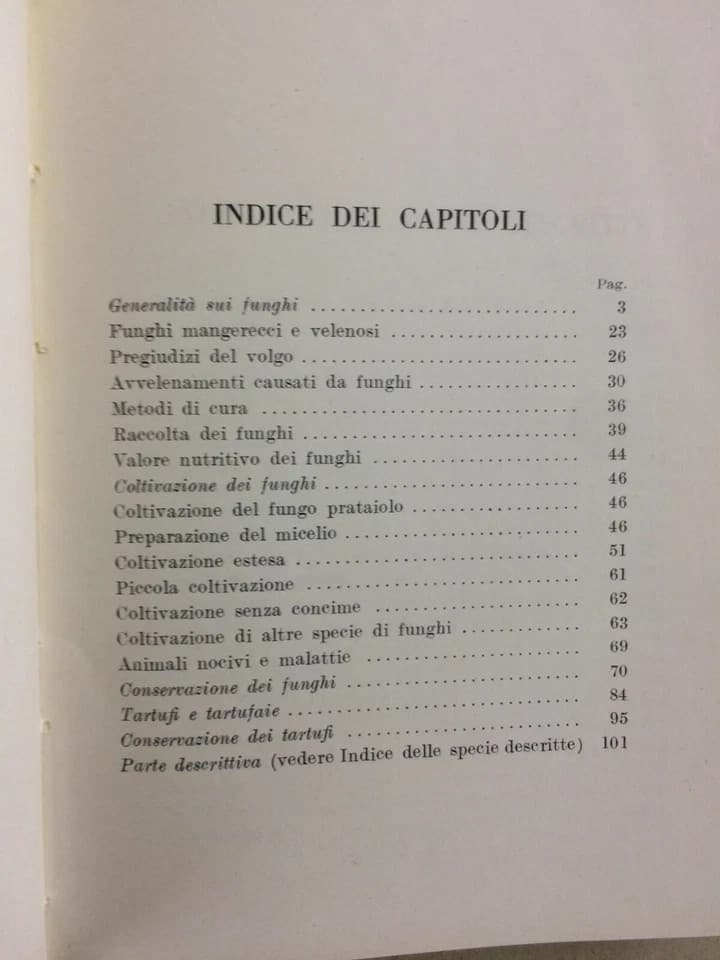 INDICE DEI CAPITOLI
Pag.
Generalità sui funghi ........................... 3
Funghi mangerecci e velenosi ................... 23
Pregiudizi del volgo ............................ 26
Avvelenamenti causati da funghi ................ 30
Metodi di cura ................................ 36
Raccolta dei funghi ............................ 39
Valore nutritivo dei funghi ..................... 44
Coltivazione dei funghi .......................... 46
Coltivazione del fungo prataiolo ................. 46
Preparazione del micelio ........................ 46
Coltivazione estesa ............................. 51
Piccola coltivazione ............................ 61
Coltivazione senza concime ..................... 62
Coltivazione di altre specie di funghi ............ 63
Animali nocivi e malattie ...................... 69
Conservazione dei funghi ........................ 70
Tartufi e tartufaie ............................. 84
Conservazione dei tartufi ....................... 95
Parte descrittiva (vedere Indice delle specie descritte) 101